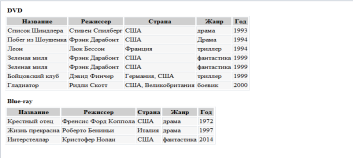 DVD
Название Режиссер Страна Жанр Год
Список Шиндлера Стивен Спилберг США драма 1993
Побег из Шоушенка Фрэнк Дарабонт США Драма 1994
Леон Люк Бессон Франция триллер 1994
Зеленая миля Фрэнк Дарабонт США фантастика 1999
Зеленая миля Фрэнк Дарабонт США фантастика 1999
Бойцовский клуб Дэвид Финчер Германия, США триллер 1999
Гладиатор Ридли Скотт США, Великобритания боевик 2000
Blue-ray
Название Режиссер Страна Жанр Год
Крестный отец Френсис Форд Коппола США драма 1972
Жизнь прекрасна Роберто Бениньи Италия драма 1997
Интерстеллар Кристофер Нолан США фантастика 2014